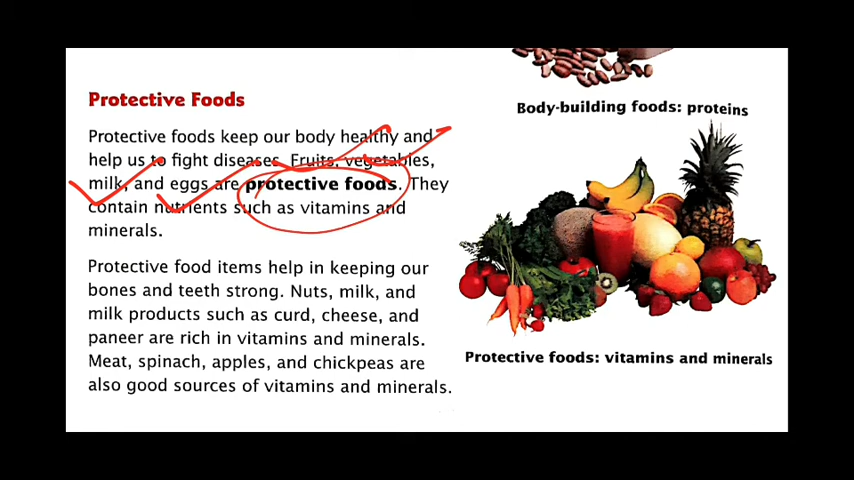 Protective Foods
Protective foods keep our body healthy and
help us to fight diseases. Fruits, vegetables,
milk, and eggs are protective foods. They
contain nutrients such as vitamins and
minerals.
Protective food items help in keeping our
bones and teeth strong. Nuts, milk, and
milk products such as curd, cheese, and
paneer are rich in vitamins and minerals.
Meat, spinach, apples, and chickpeas are
also good sources of vitamins and minerals.
Body-building foods: proteins
Protective foods: vitamins and minerals